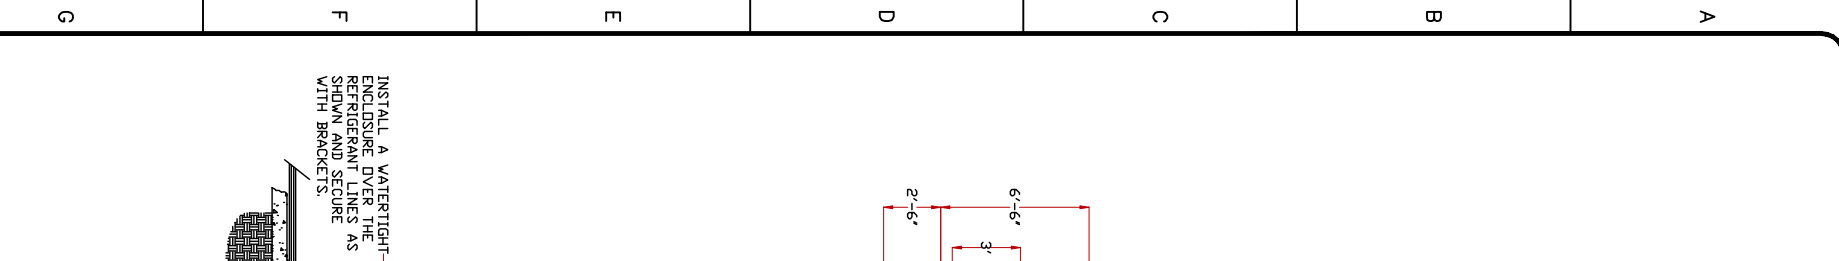 G
F
E
D
C
B
A
INSTALL A WATERTIGHT
ENCLOSURE OVER THE
REFRIGERANT LINES AS
SHOWN AND SECURE
WITH BRACKETS.
2'-6"
6'-6"
3'